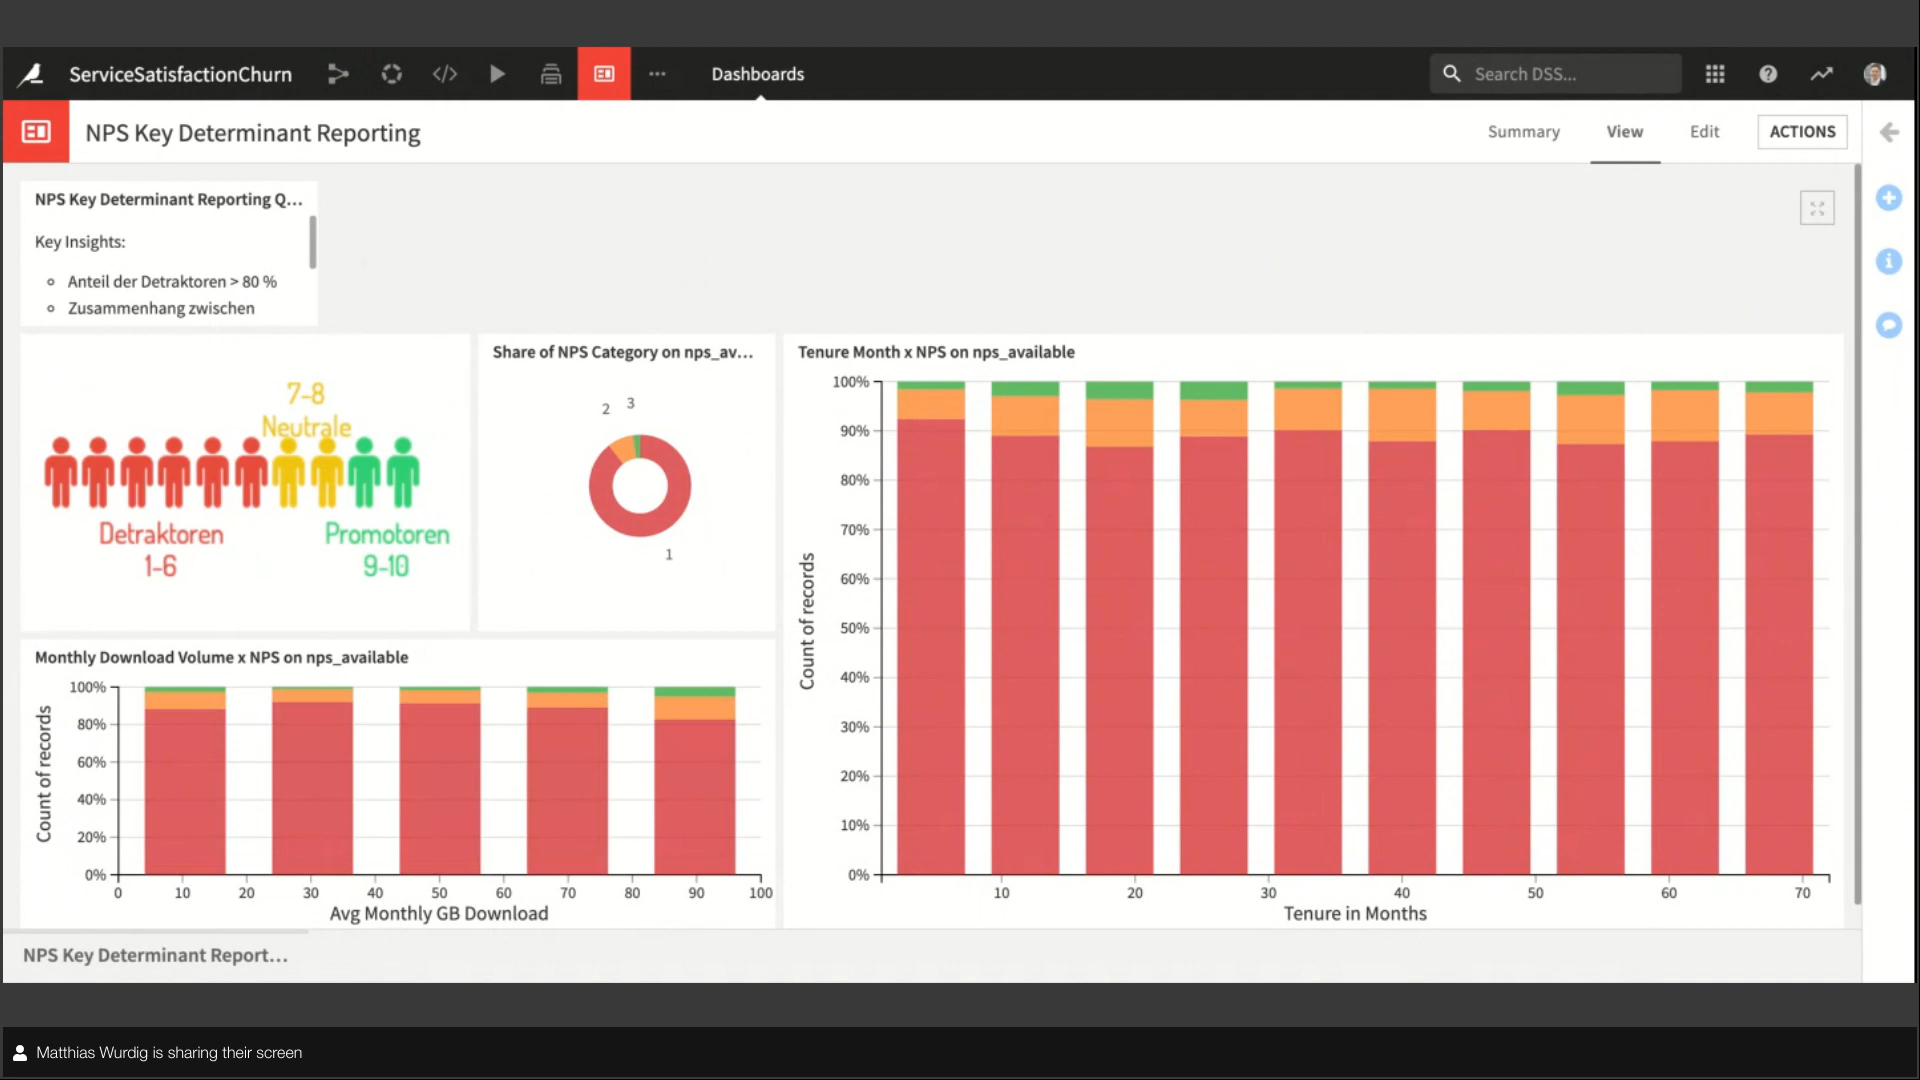 ServiceSatisfactionChurn
Dashboards
Search DSS...
NPS Key Determinant Reporting
Summary
View
Edit
ACTIONS
NPS Key Determinant Reporting Q...
Key Insights:
Anteil der Detraktoren > 80 %
Zusammenhang zwischen
7-8
Neutrale
Detraktoren
1-6
Promotoren
9-10
Share of NPS Category on nps_av...
2 3
1
Tenure Month x NPS on nps_available
Count of records
100%
90%
80%
70%
60%
50%
40%
30%
20%
10%
0%
10 20 30 40 50 60 70
Tenure in Months
Monthly Download Volume x NPS on nps_available
Count of records
100%
80%
60%
40%
20%
0%
0 10 20 30 40 50 60 70 80 90 100
Avg Monthly GB Download
NPS Key Determinant Report...
Matthias Wurdig is sharing their screen